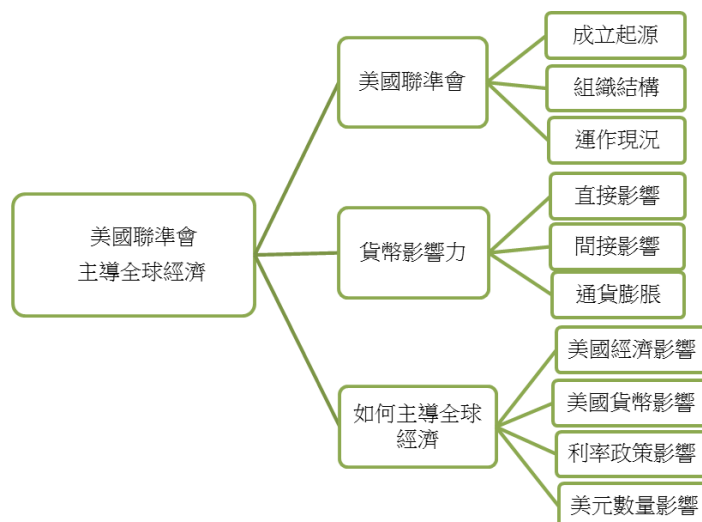 美國聯準會
主導全球經濟
美國聯準會
成立起源
組織結構
運作現況
貨幣影響力
直接影響
間接影響
通貨膨脹
如何主導全球
經濟
美國經濟影響
美國貨幣影響
利率政策影響
美元數量影響